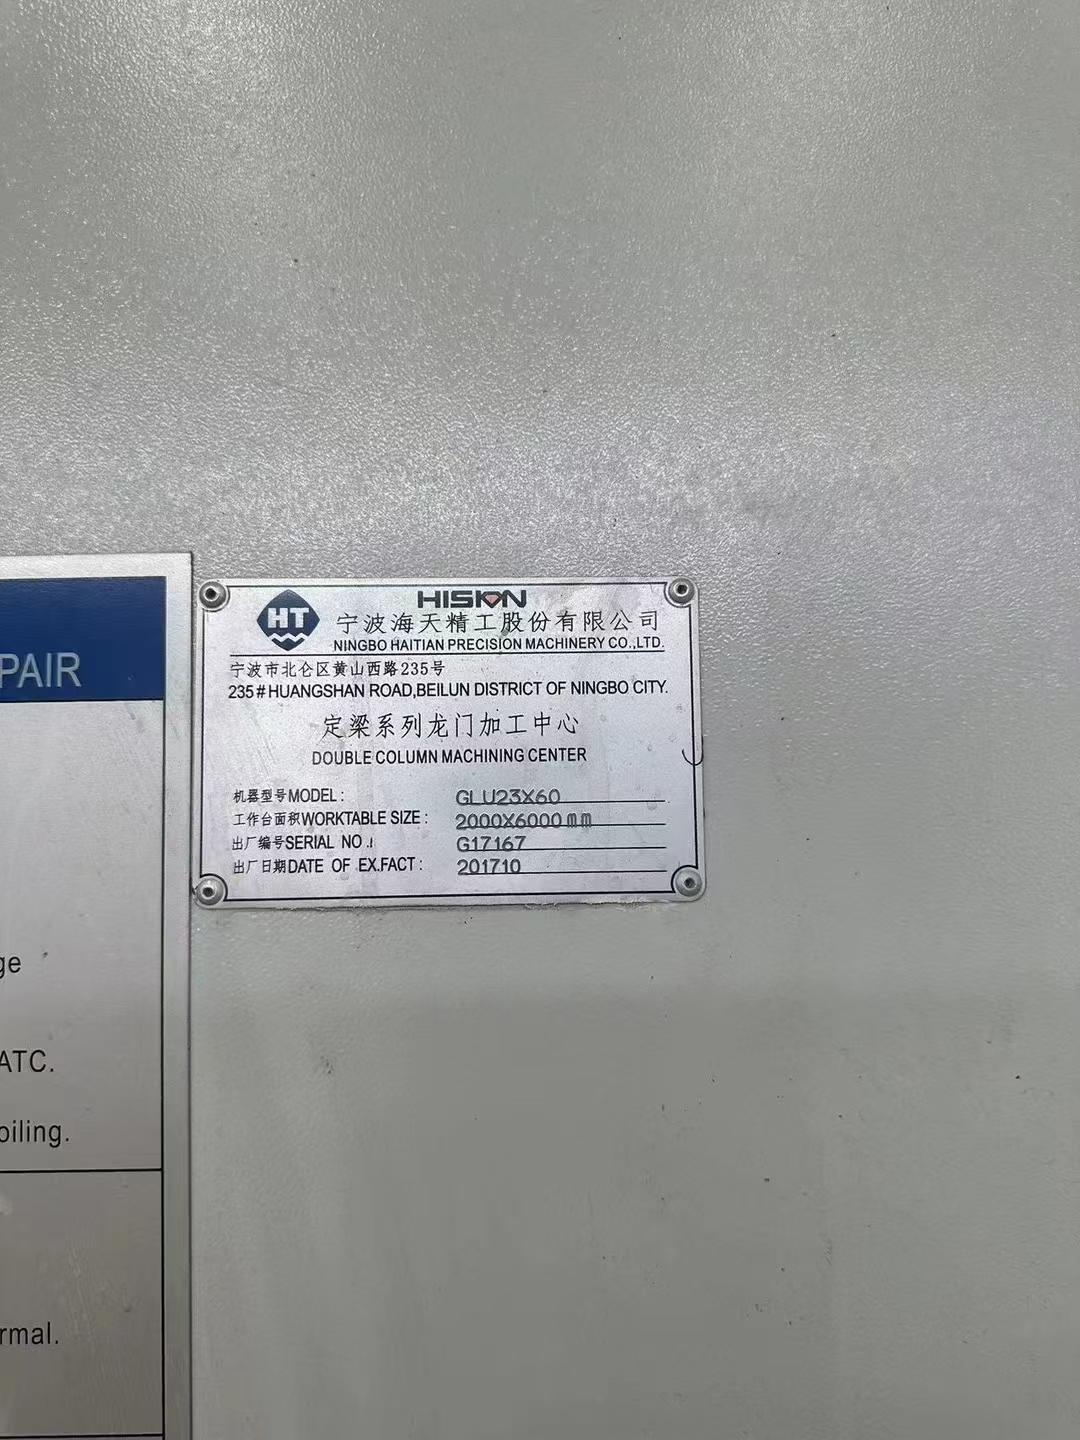 PAIR
ge
ATC.
oiling.
rmal.
HT
HISION
宁波海天精工股份有限公司
NINGBO HAITIAN PRECISION MACHINERY CO.,LTD.
宁波市北仑区黄山西路235号
235#HUANGSHAN ROAD,BEILUN DISTRICT OF NINGBO CITY.
定梁系列龙门加工中心
DOUBLE COLUMN MACHINING CENTER
机器型号MODEL: GLU23X60
工作台面积WORKTABLE SIZE: 2000X6000mm
出厂编号SERIAL NO.: G17167
出厂日期DATE OF EX.FACT: 201710